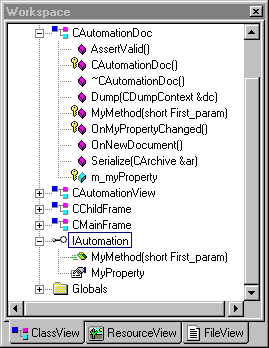 Workspace
CAutomationDoc
AssertValid()
CAutomationDoc()
~CAutomationDoc()
Dump(CDumpContext &dc)
MyMethod(short First_param)
OnMyPropertyChanged()
OnNewDocument()
Serialize(CArchive &ar)
m_myProperty
CAutomationView
CChildFrame
CMainFrame
IAutomation
MyMethod(short First_param)
MyProperty
Globals
ClassView
ResourceView
FileView